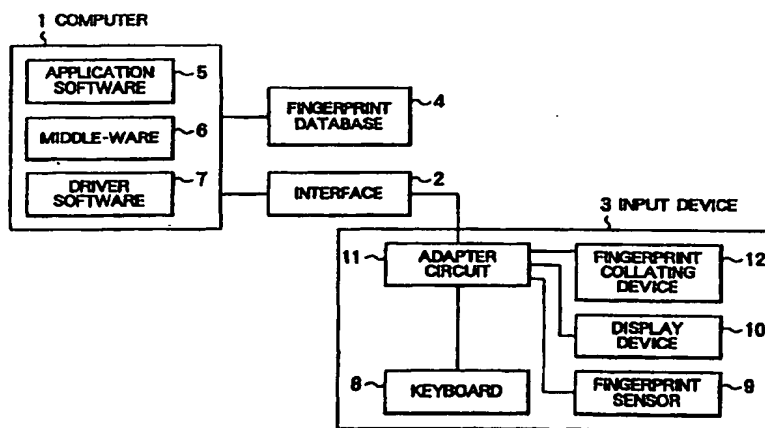 1 COMPUTER
APPLICATION
SOFTWARE
5
MIDDLE-WARE
6
DRIVER
SOFTWARE
7
FINGERPRINT
DATABASE
4
INTERFACE
2
3 INPUT DEVICE
11
ADAPTER
CIRCUIT
FINGERPRINT
COLLATING
DEVICE
12
DISPLAY
DEVICE
10
8
KEYBOARD
FINGERPRINT
SENSOR
9